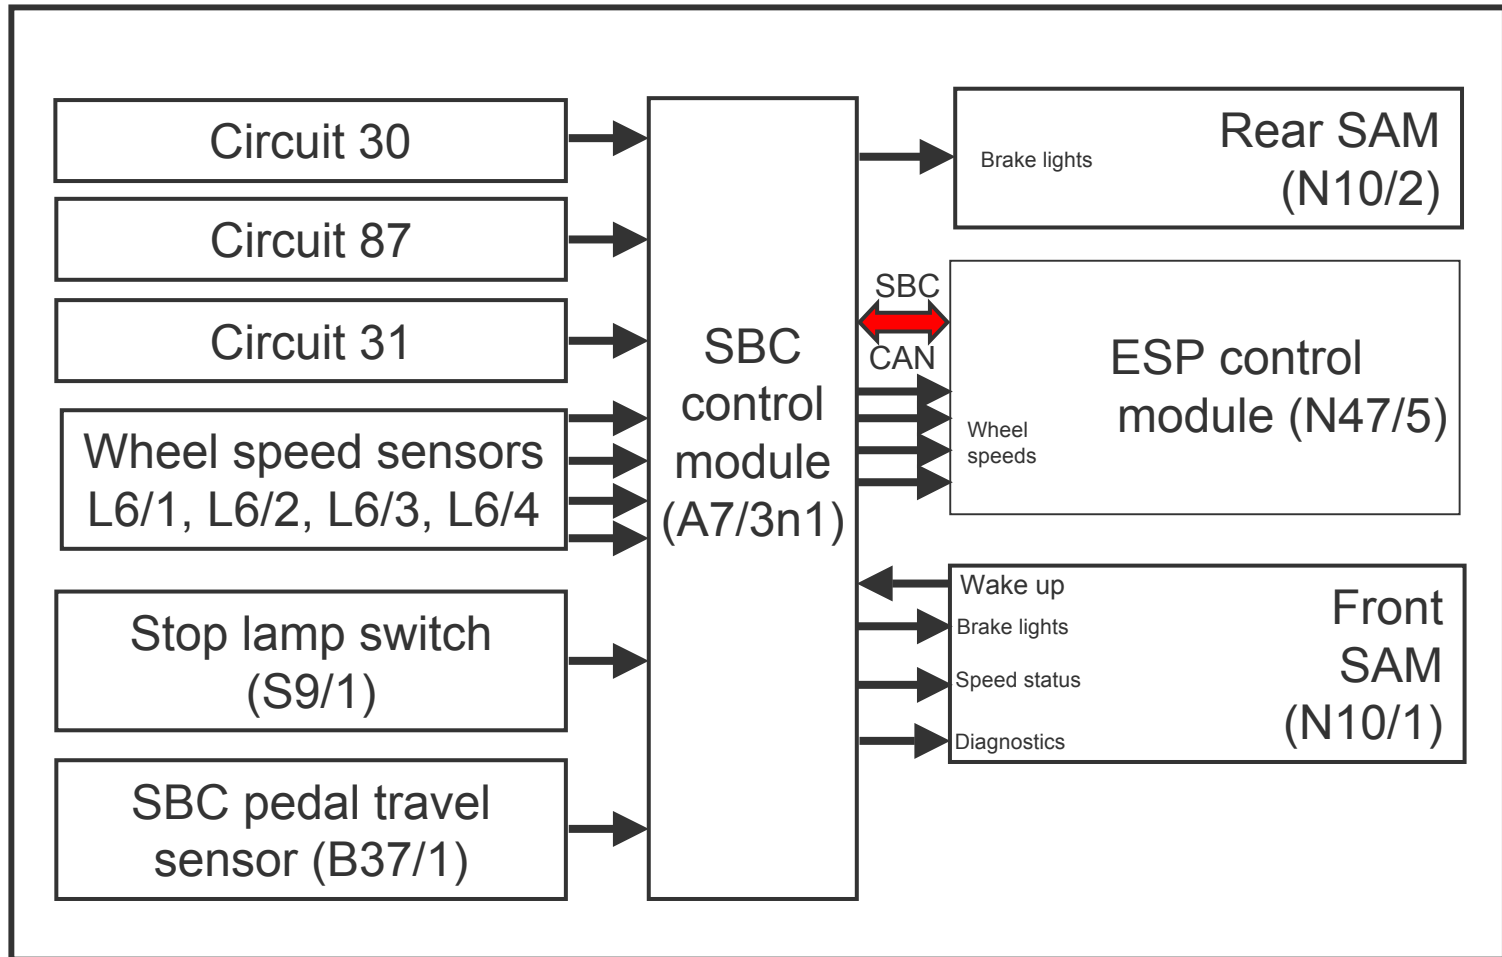 Circuit 30
Circuit 87
Circuit 31
Wheel speed sensors
L6/1, L6/2, L6/3, L6/4
Stop lamp switch
(S9/1)
SBC pedal travel
sensor (B37/1)
SBC
control
module
(A7/3n1)
Brake lights
Rear SAM
(N10/2)
SBC
CAN
Wheel
speeds
ESP control
module (N47/5)
Wake up
Brake lights
Speed status
Diagnostics
Front
SAM
(N10/1)